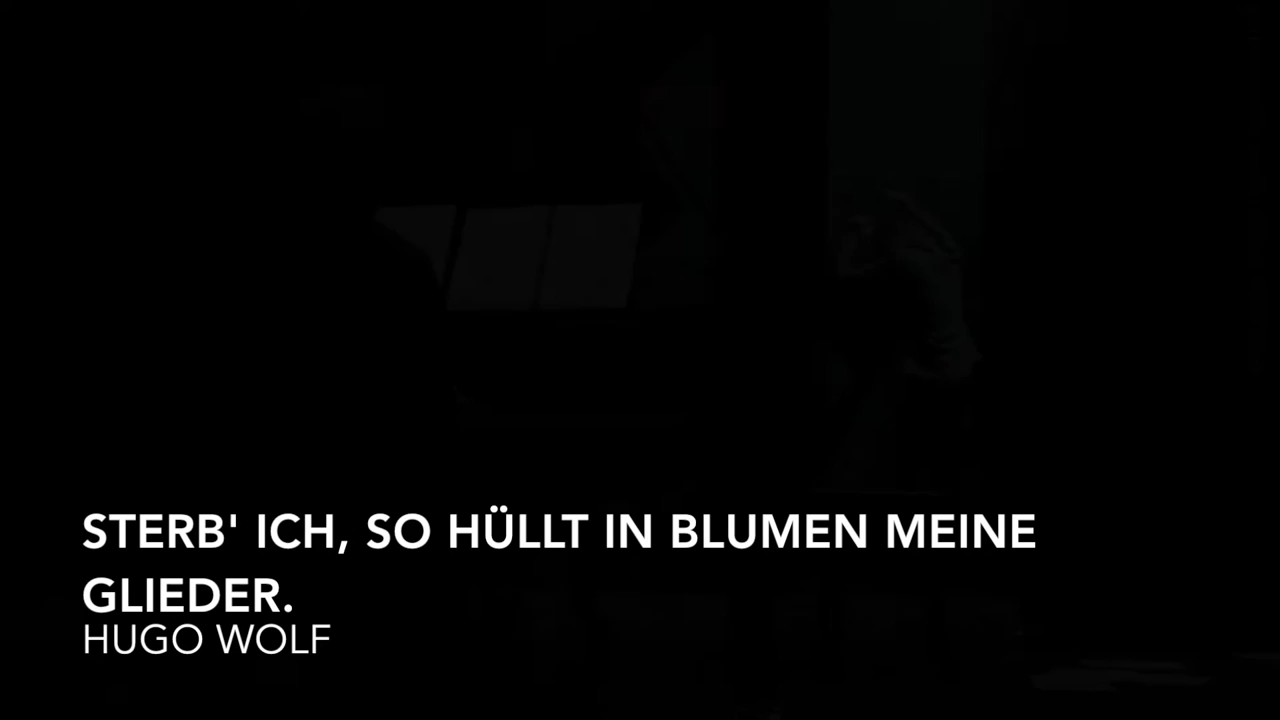 STERB' ICH, SO HÜLLT IN BLUMEN MEINE
GLIEDER.
HUGO WOLF